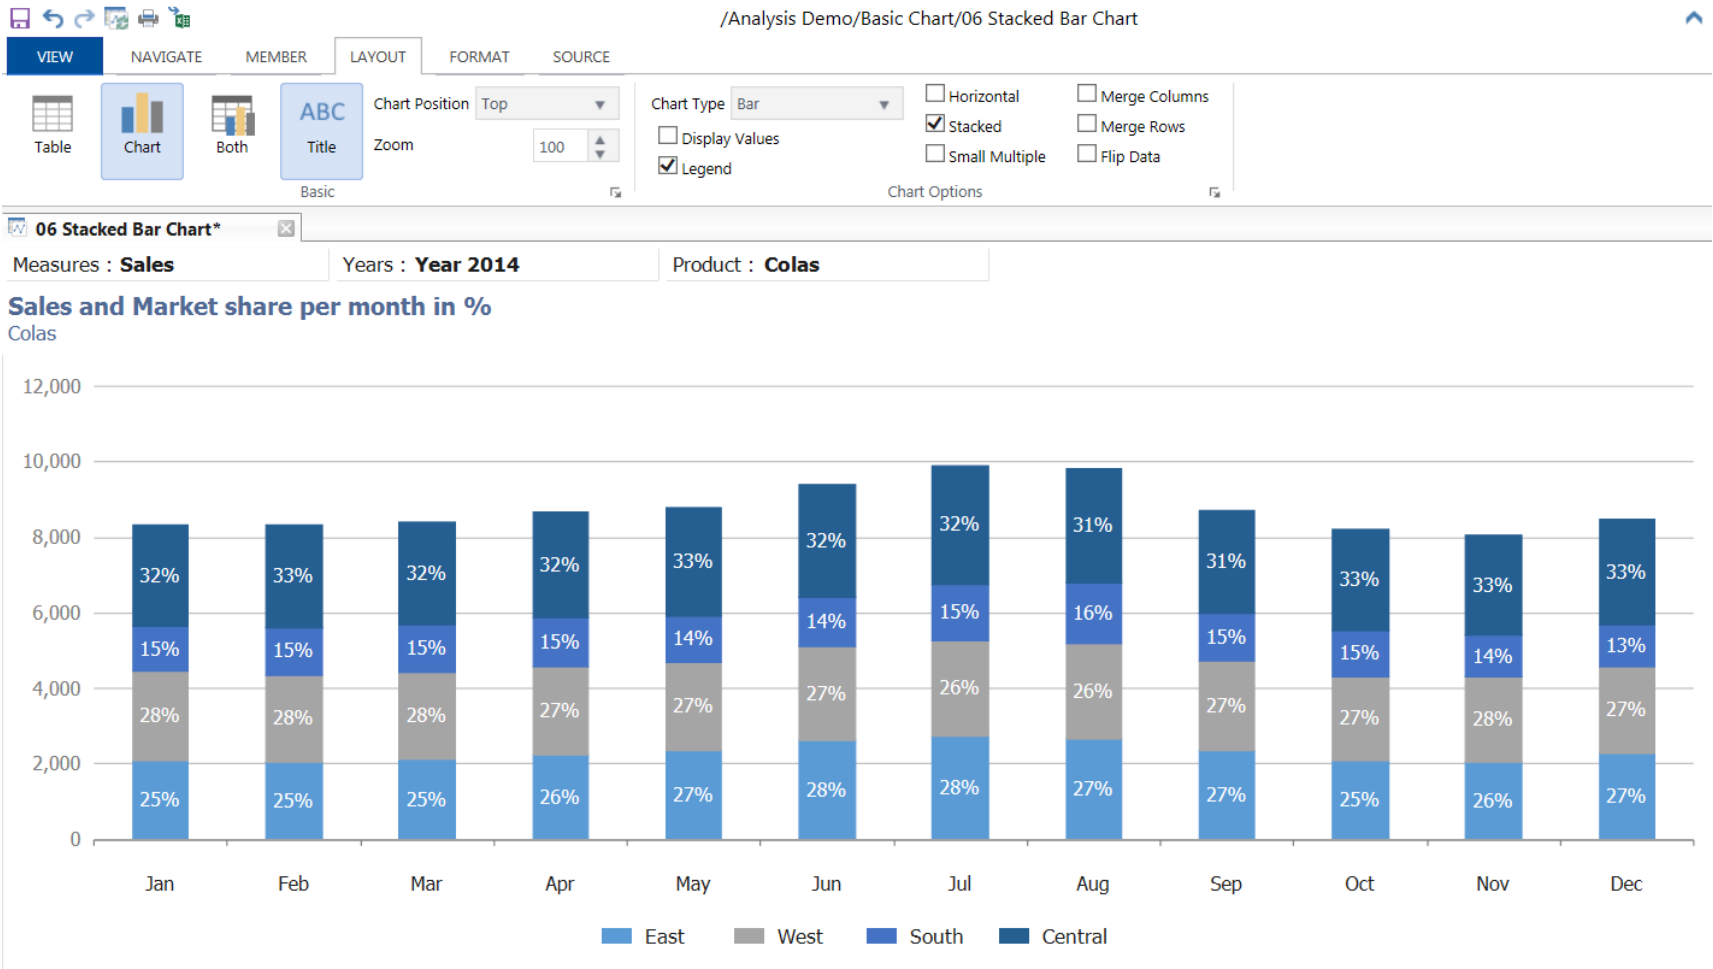 /Analysis Demo/Basic Chart/06 Stacked Bar Chart
VIEW NAVIGATE MEMBER LAYOUT FORMAT SOURCE
Table
Chart
Both
ABC
Title
Chart Position Top
Zoom 100
Basic
Chart Type Bar
Display Values
Legend
Horizontal
Stacked
Small Multiple
Merge Columns
Merge Rows
Flip Data
Chart Options
06 Stacked Bar Chart*
Measures : Sales Years : Year 2014 Product : Colas
Sales and Market share per month in %
Colas
12,000
10,000
8,000
6,000
4,000
2,000
0
32% 33% 32% 32% 33% 32% 32% 31% 31% 33% 33% 33%
15% 15% 15% 15% 14% 14% 15% 16% 15% 15% 14% 13%
28% 28% 28% 27% 27% 27% 26% 26% 27% 27% 28% 27%
25% 25% 25% 26% 27% 28% 28% 27% 27% 25% 26% 27%
Jan Feb Mar Apr May Jun Jul Aug Sep Oct Nov Dec
East West South Central